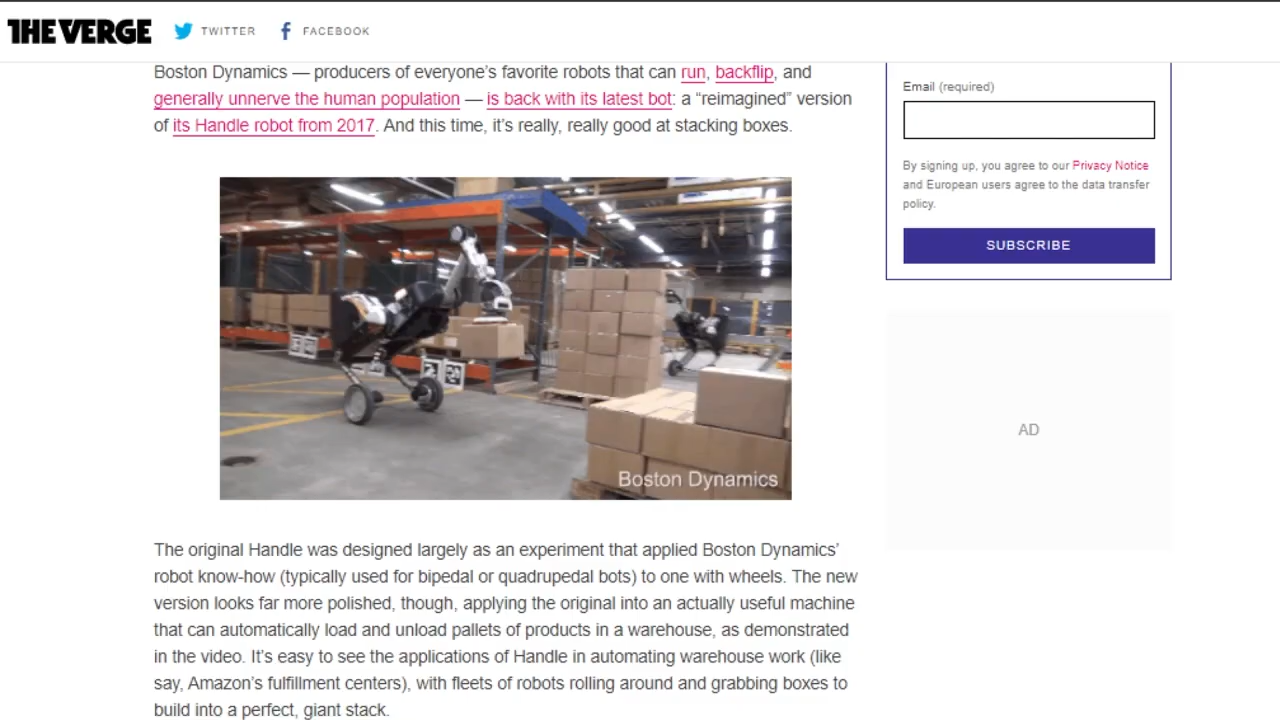 THE VERGE TWITTER FACEBOOK
Boston Dynamics — producers of everyone’s favorite robots that can run, backflip, and
generally unnerve the human population — is back with its latest bot: a “reimagined” version
of its Handle robot from 2017. And this time, it’s really, really good at stacking boxes.
Boston Dynamics
The original Handle was designed largely as an experiment that applied Boston Dynamics’
robot know-how (typically used for bipedal or quadrupedal bots) to one with wheels. The new
version looks far more polished, though, applying the original into an actually useful machine
that can automatically load and unload pallets of products in a warehouse, as demonstrated
in the video. It’s easy to see the applications of Handle in automating warehouse work (like
say, Amazon’s fulfillment centers), with fleets of robots rolling around and grabbing boxes to
build into a perfect, giant stack.
Email (required)
By signing up, you agree to our Privacy Notice
and European users agree to the data transfer
policy.
SUBSCRIBE
AD